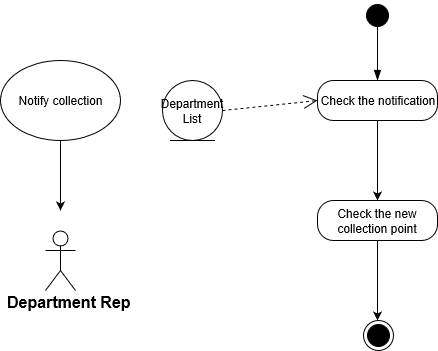 Notify collection
Department
List
Check the notification
Check the new
collection point
Department Rep